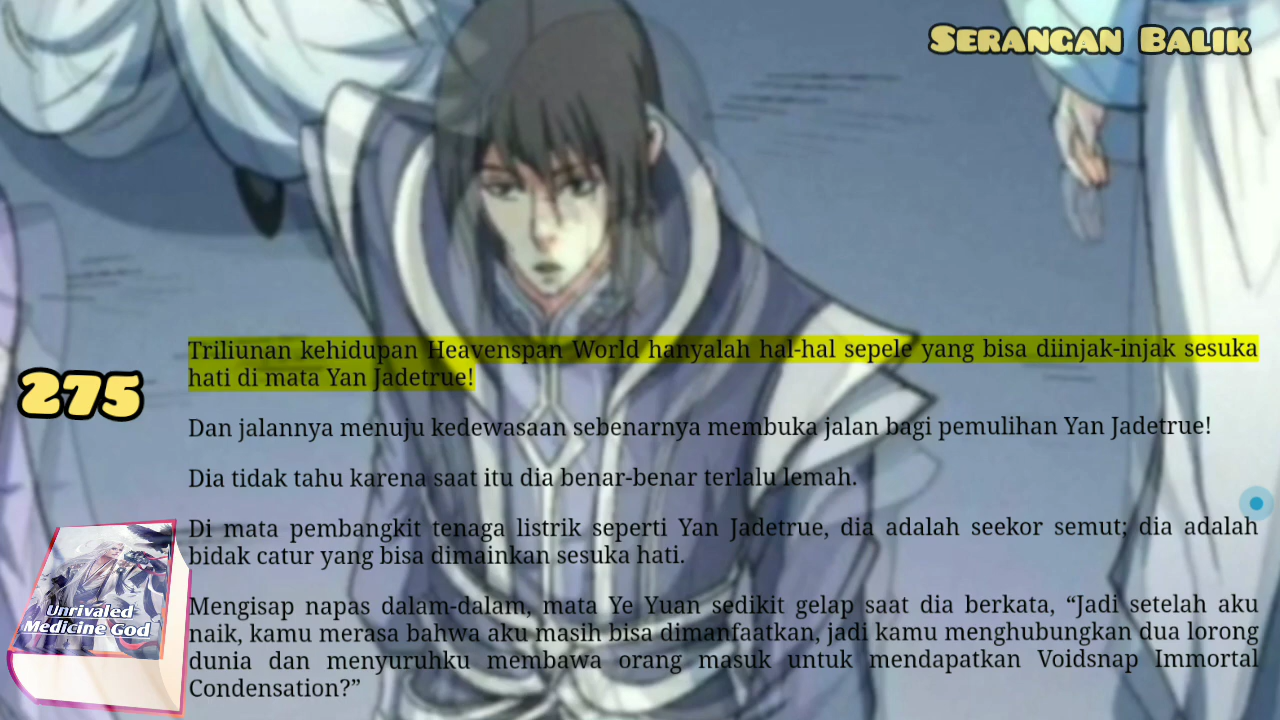 Serangan Balik
Triliunan kehidupan Heavenspan World hanyalah hal-hal sepele yang bisa diinjak-injak sesuka
hati di mata Yan Jadetrue!
275
Dan jalannya menuju kedewasaan sebenarnya membuka jalan bagi pemulihan Yan Jadetrue!
Dia tidak tahu karena saat itu dia benar-benar terlalu lemah.
Di mata pembangkit tenaga listrik seperti Yan Jadetrue, dia adalah seekor semut; dia adalah
bidak catur yang bisa dimainkan sesuka hati.
Mengisap napas dalam-dalam, mata Ye Yuan sedikit gelap saat dia berkata, “Jadi setelah aku
naik, kamu merasa bahwa aku masih bisa dimanfaatkan, jadi kamu menghubungkan dua lorong
dunia dan menyuruhku membawa orang masuk untuk mendapatkan Voidsnap Immortal
Condensation?”
Unrivaled
Medicine God